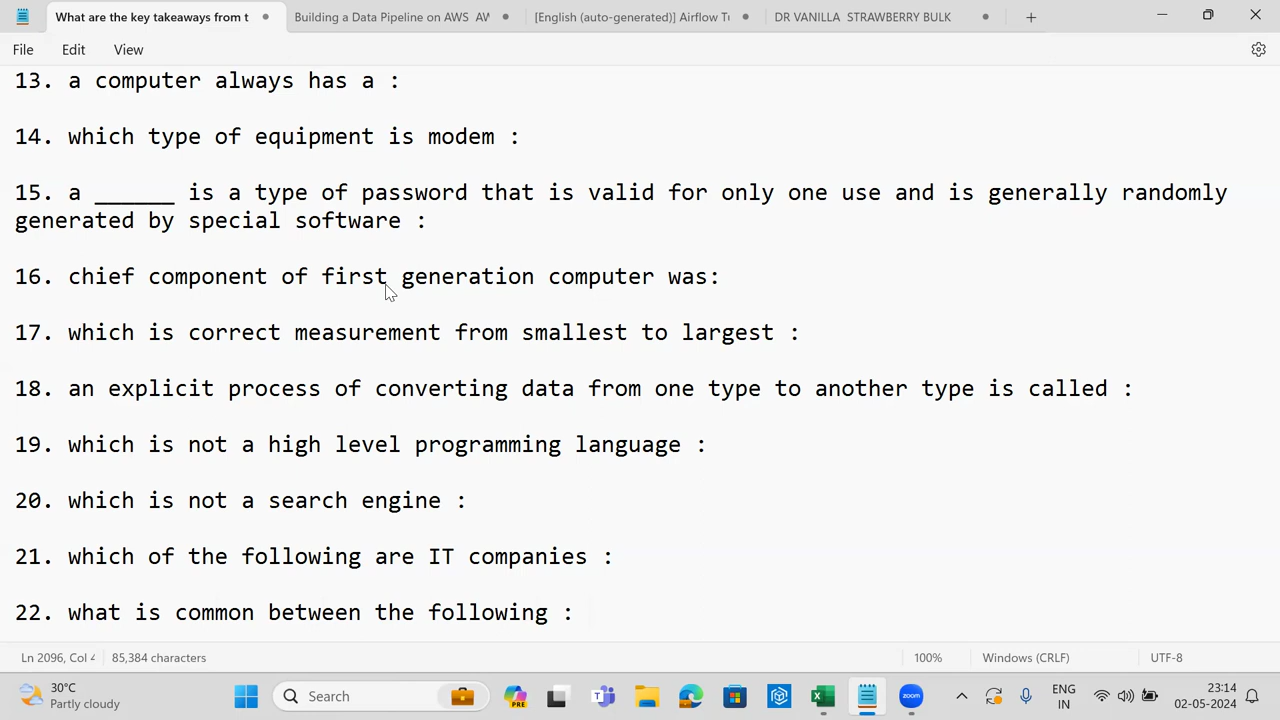 What are the key takeaways from t
Building a Data Pipeline on AWS AV
[English (auto-generated)] Airflow Tu
DR VANILLA STRAWBERRY BULK
File
Edit
View
13. a computer always has a :
14. which type of equipment is modem :
15. a ______ is a type of password that is valid for only one use and is generally randomly
generated by special software :
16. chief component of first generation computer was:
17. which is correct measurement from smallest to largest :
18. an explicit process of converting data from one type to another type is called :
19. which is not a high level programming language :
20. which is not a search engine :
21. which of the following are IT companies :
22. what is common between the following :
Ln 2096, Col 4
85,384 characters
100%
Windows (CRLF)
UTF-8
30°C
Partly cloudy
Search
PRE
zoom
ENG
IN
23:14
02-05-2024